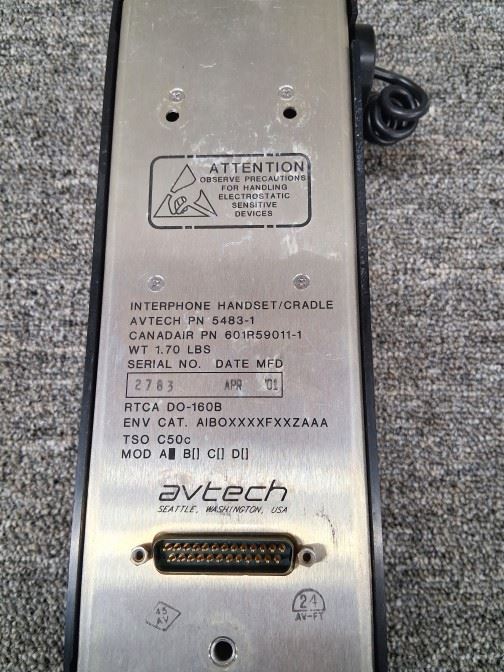 ATTENTION
OBSERVE PRECAUTIONS
FOR HANDLING
ELECTROSTATIC
SENSITIVE
DEVICES
INTERPHONE HANDSET/CRADLE
AVTECH PN 5483-1
CANADAIR PN 601R59011-1
WT 1.70 LBS
SERIAL NO. DATE MFD
2783 APR '01
RTCA DO-160B
ENV CAT. AIBOXXXXFXXZAAA
TSO C50c
MOD A█ B[] C[] D[]
avtech
SEATTLE, WASHINGTON, USA
45
AV
24
AV-FT